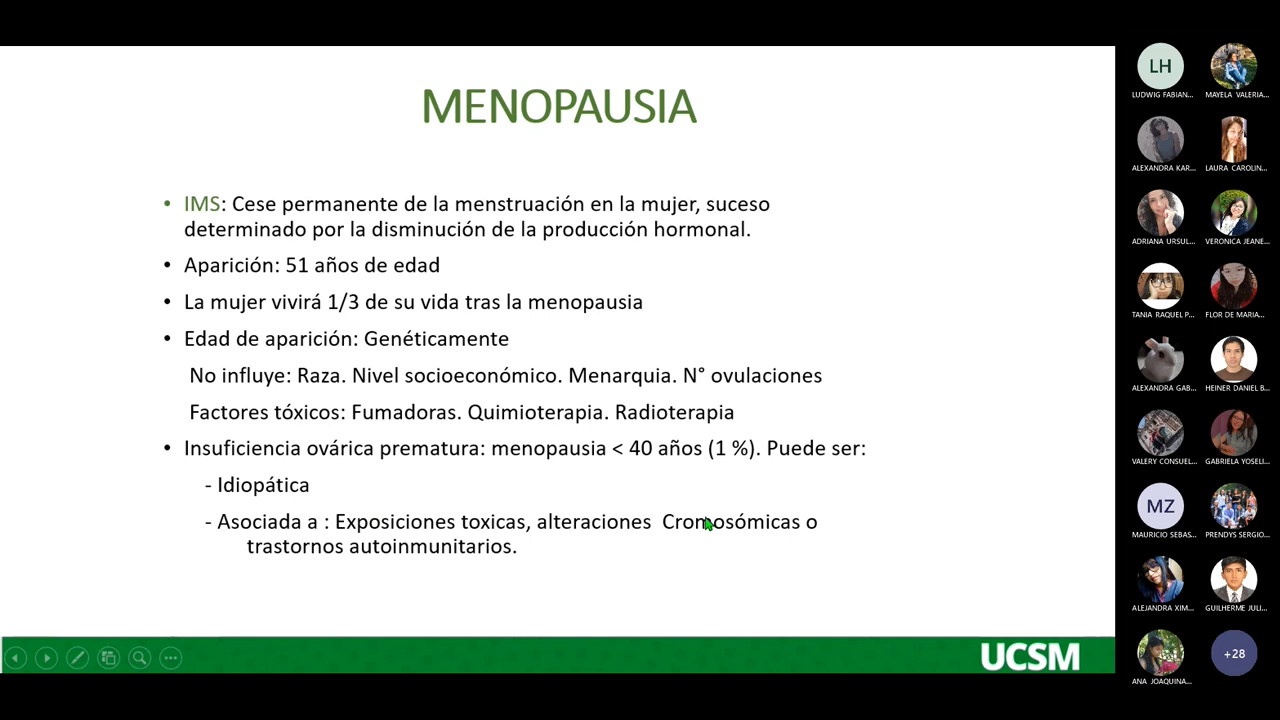 MENOPAUSIA
• IMS: Cese permanente de la menstruación en la mujer, suceso
determinado por la disminución de la producción hormonal.
• Aparición: 51 años de edad
• La mujer vivirá 1/3 de su vida tras la menopausia
• Edad de aparición: Genéticamente
No influye: Raza. Nivel socioeconómico. Menarquia. N° ovulaciones
Factores tóxicos: Fumadoras. Quimioterapia. Radioterapia
• Insuficiencia ovárica prematura: menopausia < 40 años (1 %). Puede ser:
- Idiopática
- Asociada a : Exposiciones toxicas, alteraciones Cromosómicas o
trastornos autoinmunitarios.
UCSM
LH
LUDWIG FABIAN...
MAYELA VALERIA...
ALEXANDRA KAR...
LAURA CAROLIN...
ADRIANA URSUL...
VERONICA JEANE...
TANIA RAQUEL P...
FLOR DE MARIA...
ALEXANDRA GAB...
HEINER DANIEL B...
VALERY CONSUEL...
GABRIELA YOSELI...
MZ
MAURICIO SEBAS...
PRENDYS SERGIO...
ALEJANDRA XIM...
GUILHERME JULI...
ANA JOAQUINA...
+28